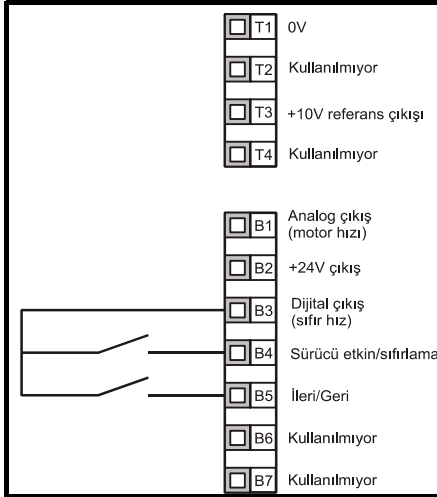 T1 0V
T2 Kullanılmıyor
T3 +10V referans çıkışı
T4 Kullanılmıyor
B1 Analog çıkış
(motor hızı)
B2 +24V çıkış
B3 Dijital çıkış
(sıfır hız)
B4 Sürücü etkin/sıfırlama
B5 İleri/Geri
B6 Kullanılmıyor
B7 Kullanılmıyor